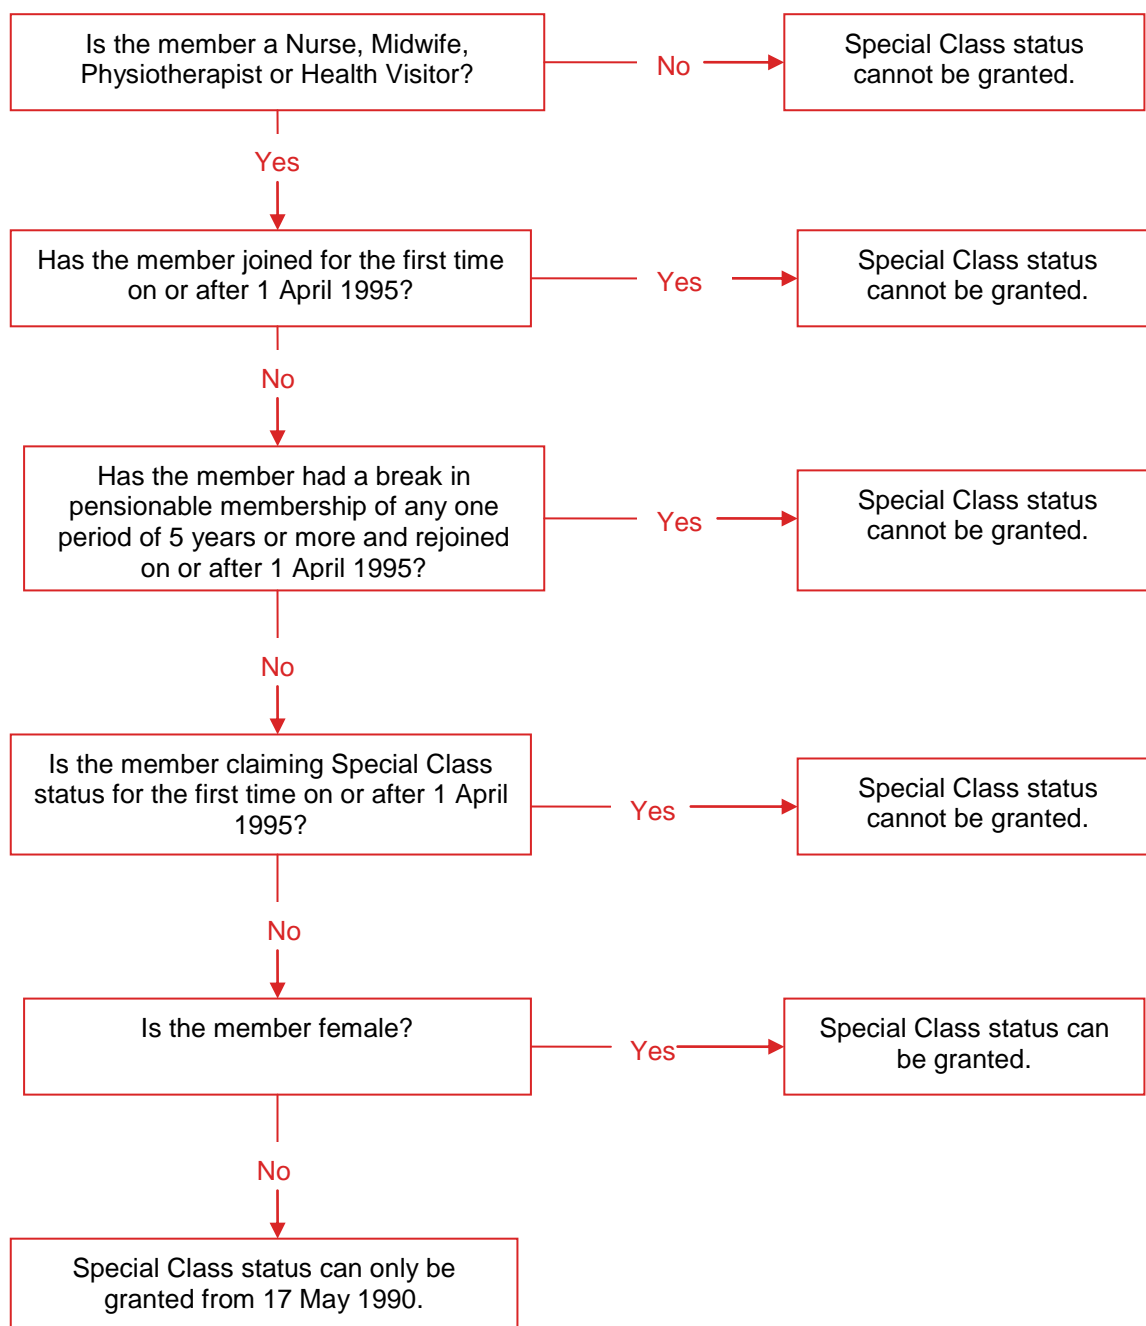 Is the member a Nurse, Midwife,
Physiotherapist or Health Visitor?
No
Special Class status
cannot be granted.
Yes
Has the member joined for the first time
on or after 1 April 1995?
Yes
Special Class status
cannot be granted.
No
Has the member had a break in
pensionable membership of any one
period of 5 years or more and rejoined
on or after 1 April 1995?
Yes
Special Class status
cannot be granted.
No
Is the member claiming Special Class
status for the first time on or after 1 April
1995?
Yes
Special Class status
cannot be granted.
No
Is the member female?
Yes
Special Class status can
be granted.
No
Special Class status can only be
granted from 17 May 1990.